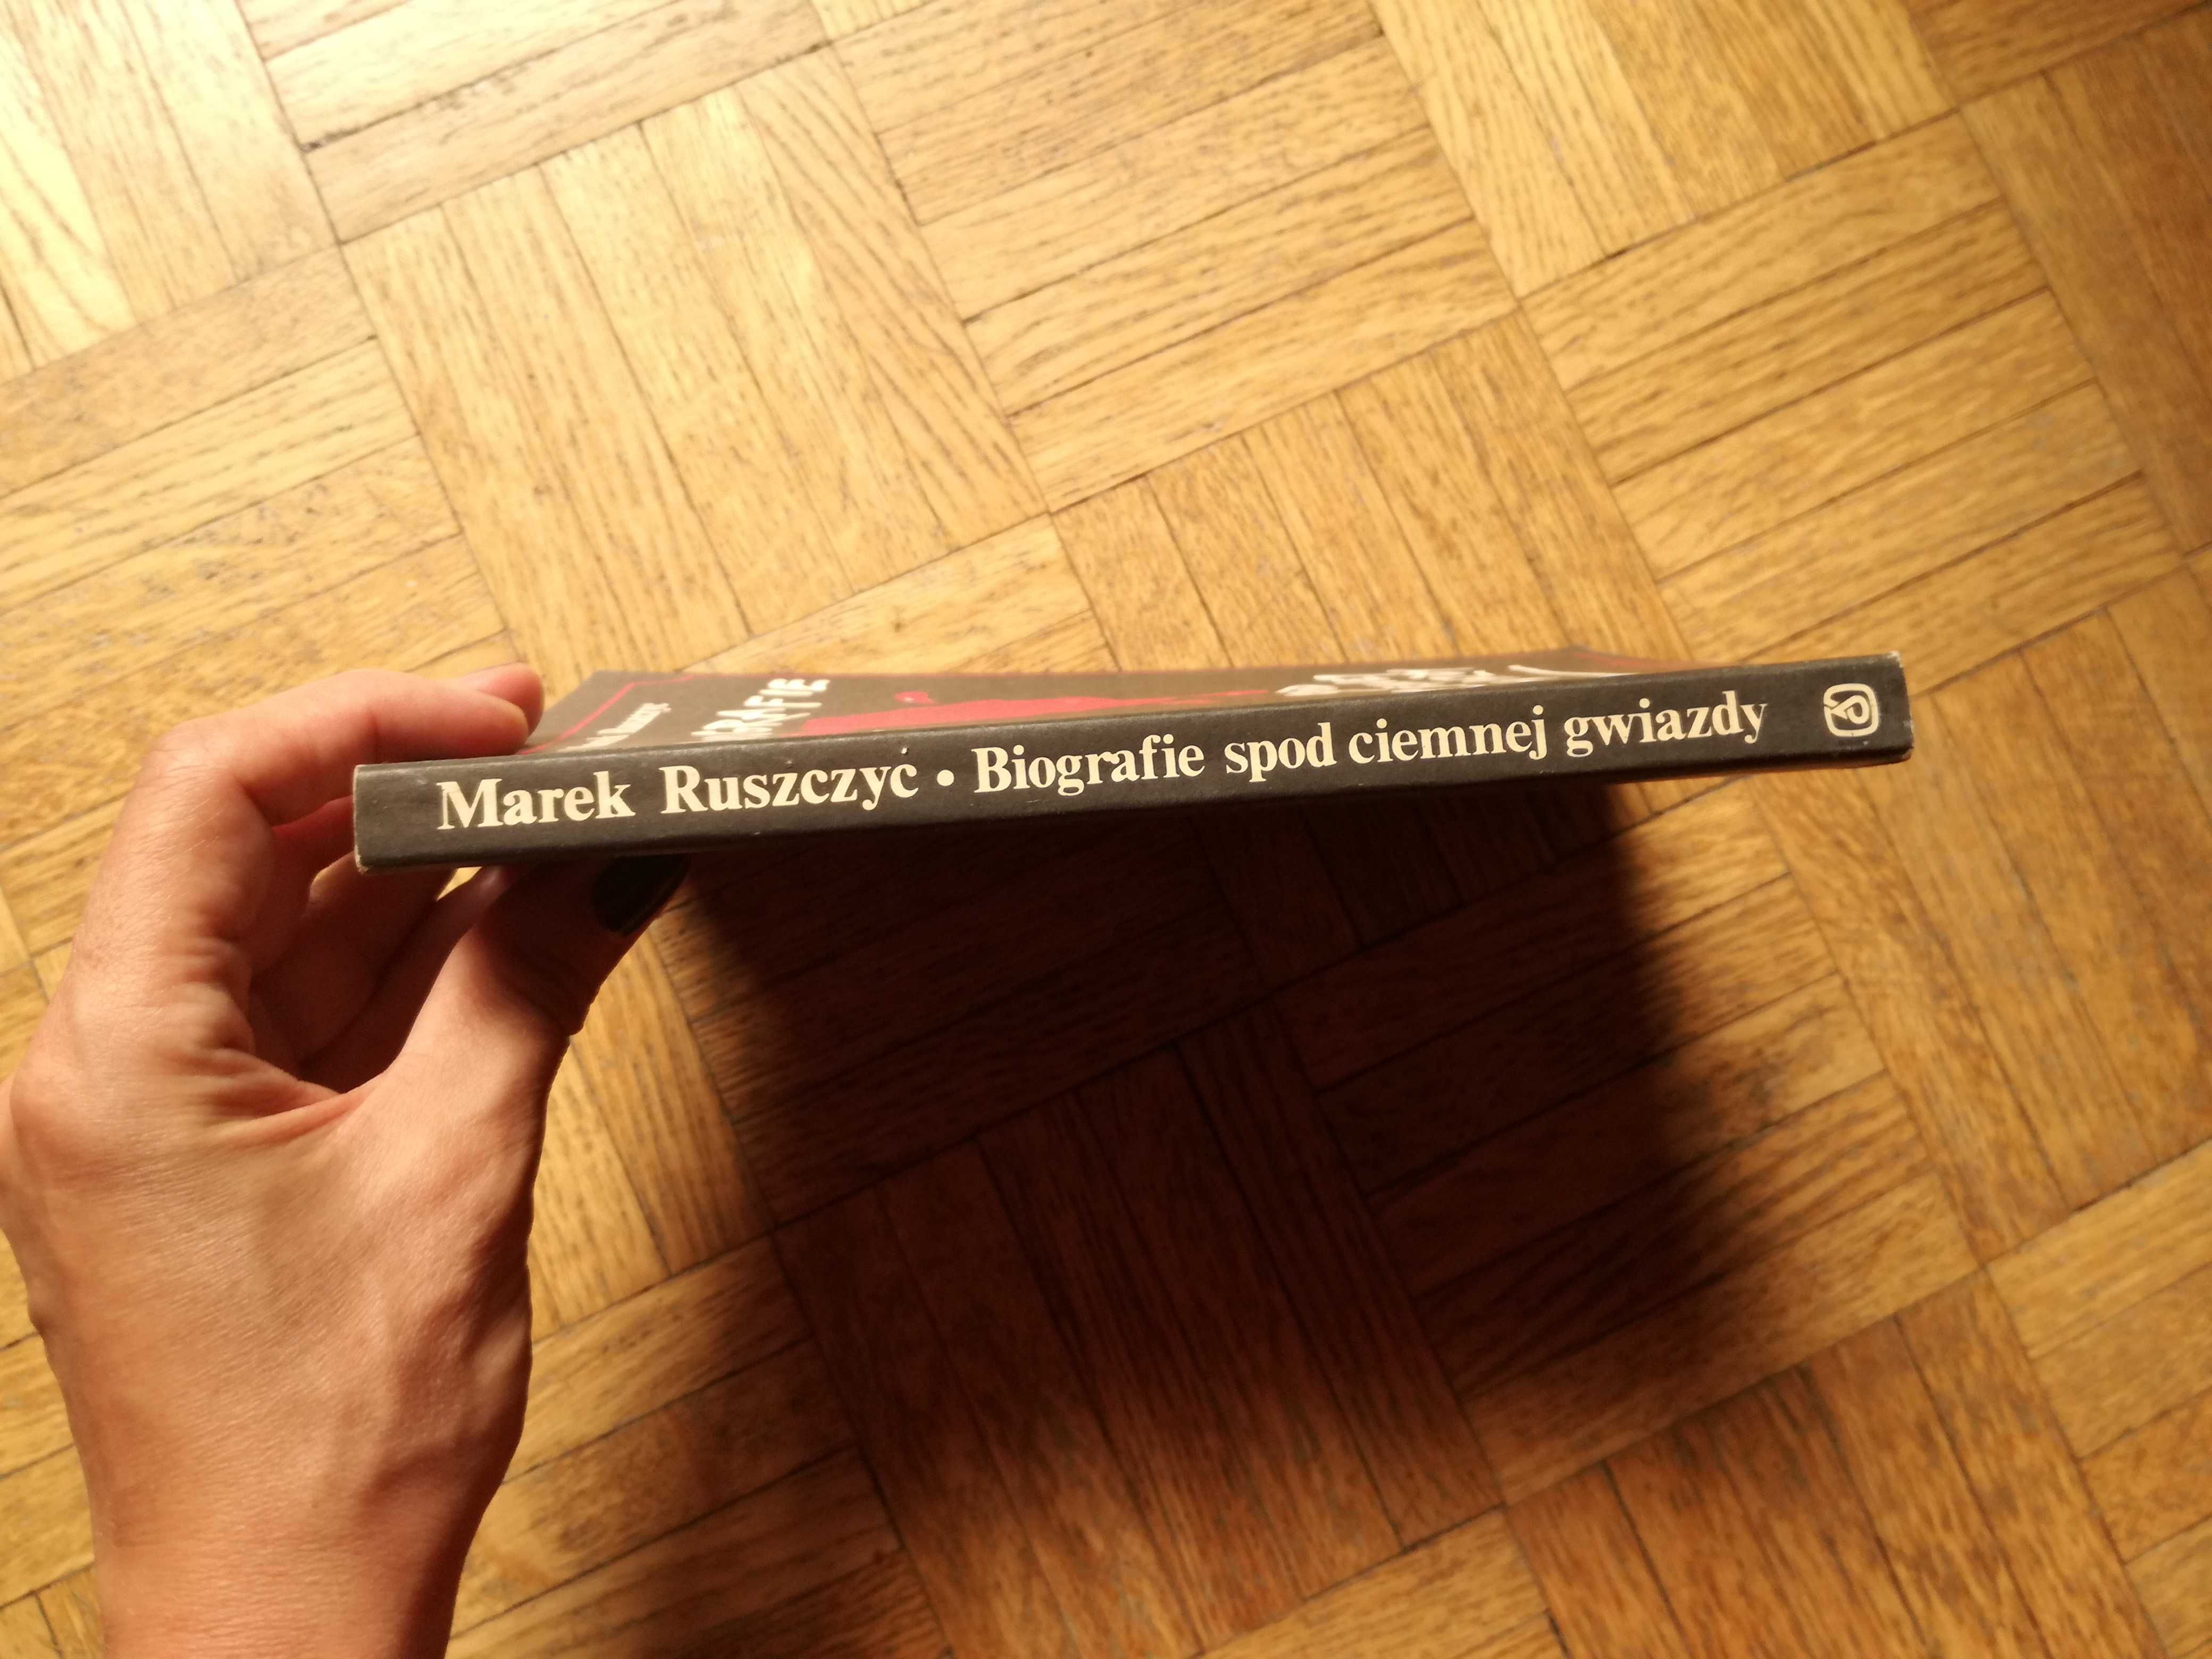 Marek Ruszczyc • Biografie spod ciemnej gwiazdy